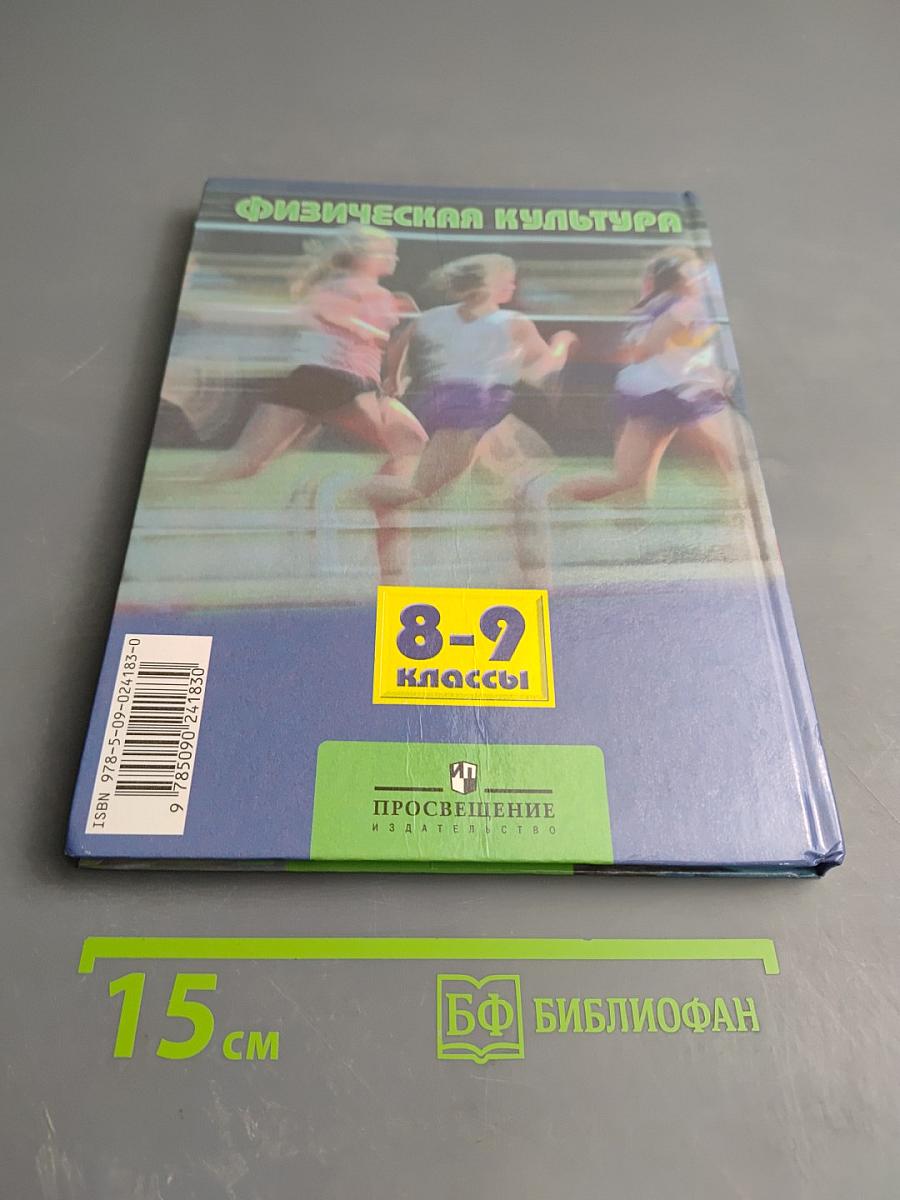 ФИЗИЧЕСКАЯ КУЛЬТУРА
8-9
КЛАССЫ
ISBN 978-5-09-024183-0
9 785090 241830
ИП
ПРОСВЕЩЕНИЕ
ИЗДАТЕЛЬСТВО
15 см
БФ БИБЛИОФАН